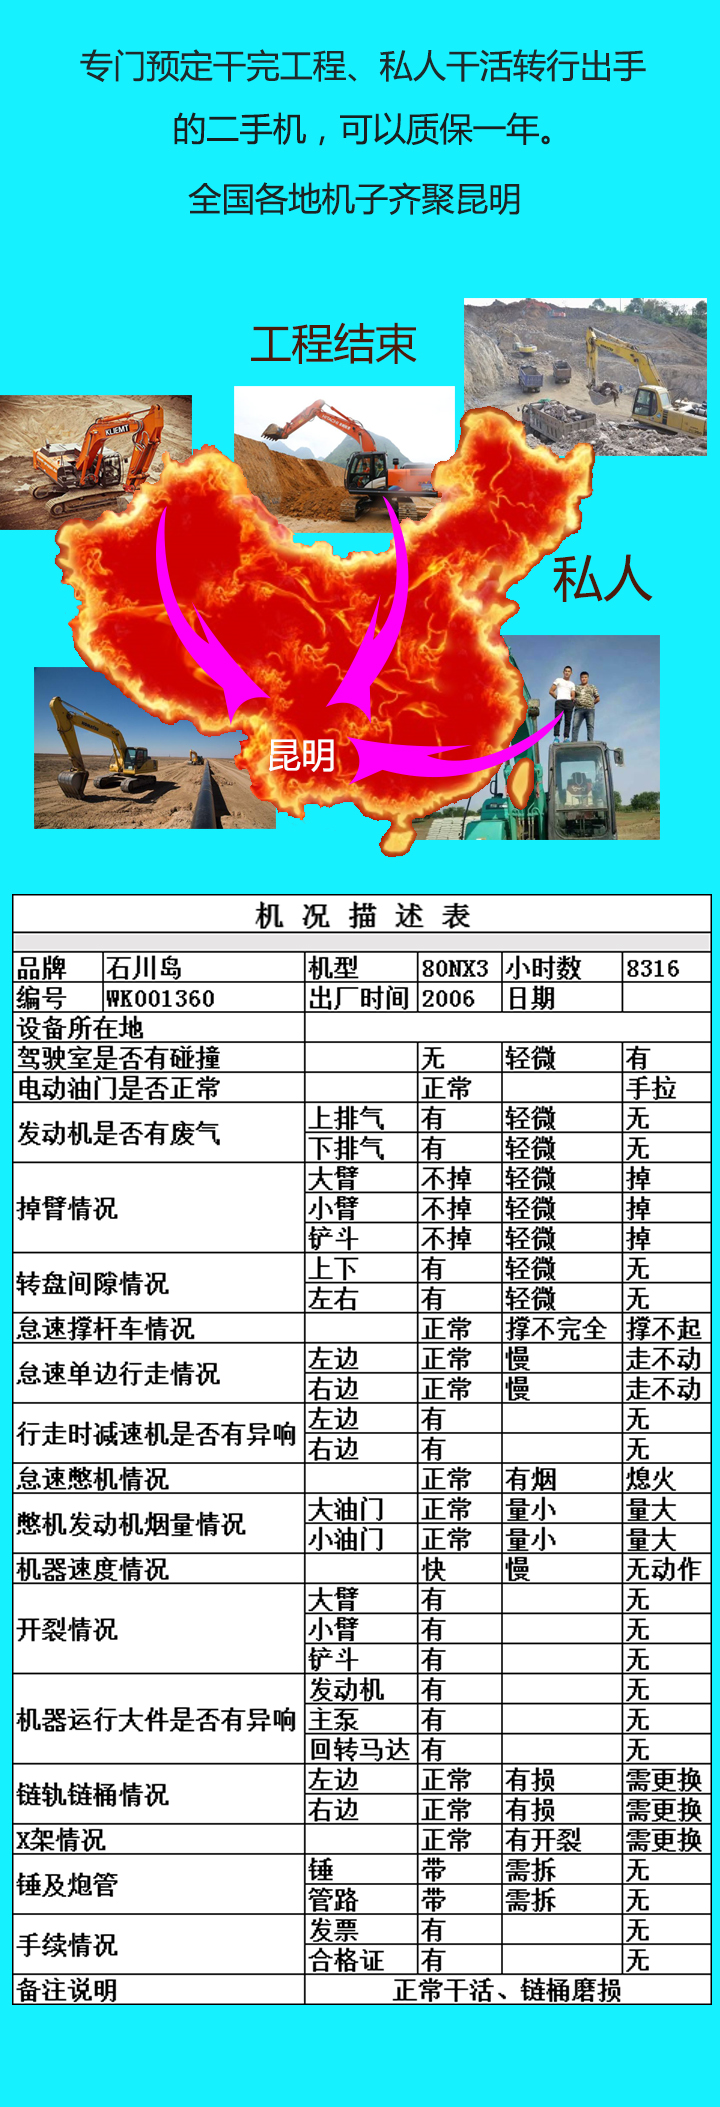 专门预定干完工程、私人干活转行出手
的二手机，可以质保一年。
全国各地机子齐聚昆明
工程结束
KLIEMT
HITACHI
私人
昆明
机况描述表
品牌 石川岛 机型 80NX3 小时数 8316
编号 WK001360 出厂时间 2006 日期
设备所在地
驾驶室是否有碰撞 无 轻微 有
电动油门是否正常 正常 手拉
发动机是否有废气 上排气 有 轻微 无
下排气 有 轻微 无
掉臂情况 大臂 不掉 轻微 掉
小臂 不掉 轻微 掉
铲斗 不掉 轻微 掉
转盘间隙情况 上下 有 轻微 无
左右 有 轻微 无
怠速撑杆车情况 正常 撑不完全 撑不起
怠速单边行走情况 左边 正常 慢 走不动
右边 正常 慢 走不动
行走时减速机是否有异响 左边 有 无
右边 有 无
怠速憋机情况 正常 有烟 熄火
憋机发动机烟量情况 大油门 正常 量小 量大
小油门 正常 量小 量大
机器速度情况 快 慢 无动作
开裂情况 大臂 有 无
小臂 有 无
铲斗 有 无
机器运行大件是否有异响 发动机 有 无
主泵 有 无
回转马达 有 无
链轨链桶情况 左边 正常 有损 需更换
右边 正常 有损 需更换
X架情况 正常 有开裂 需更换
锤及炮管 锤 带 需拆 无
管路 带 需拆 无
手续情况 发票 有 无
合格证 有 无
备注说明 正常干活、链桶磨损